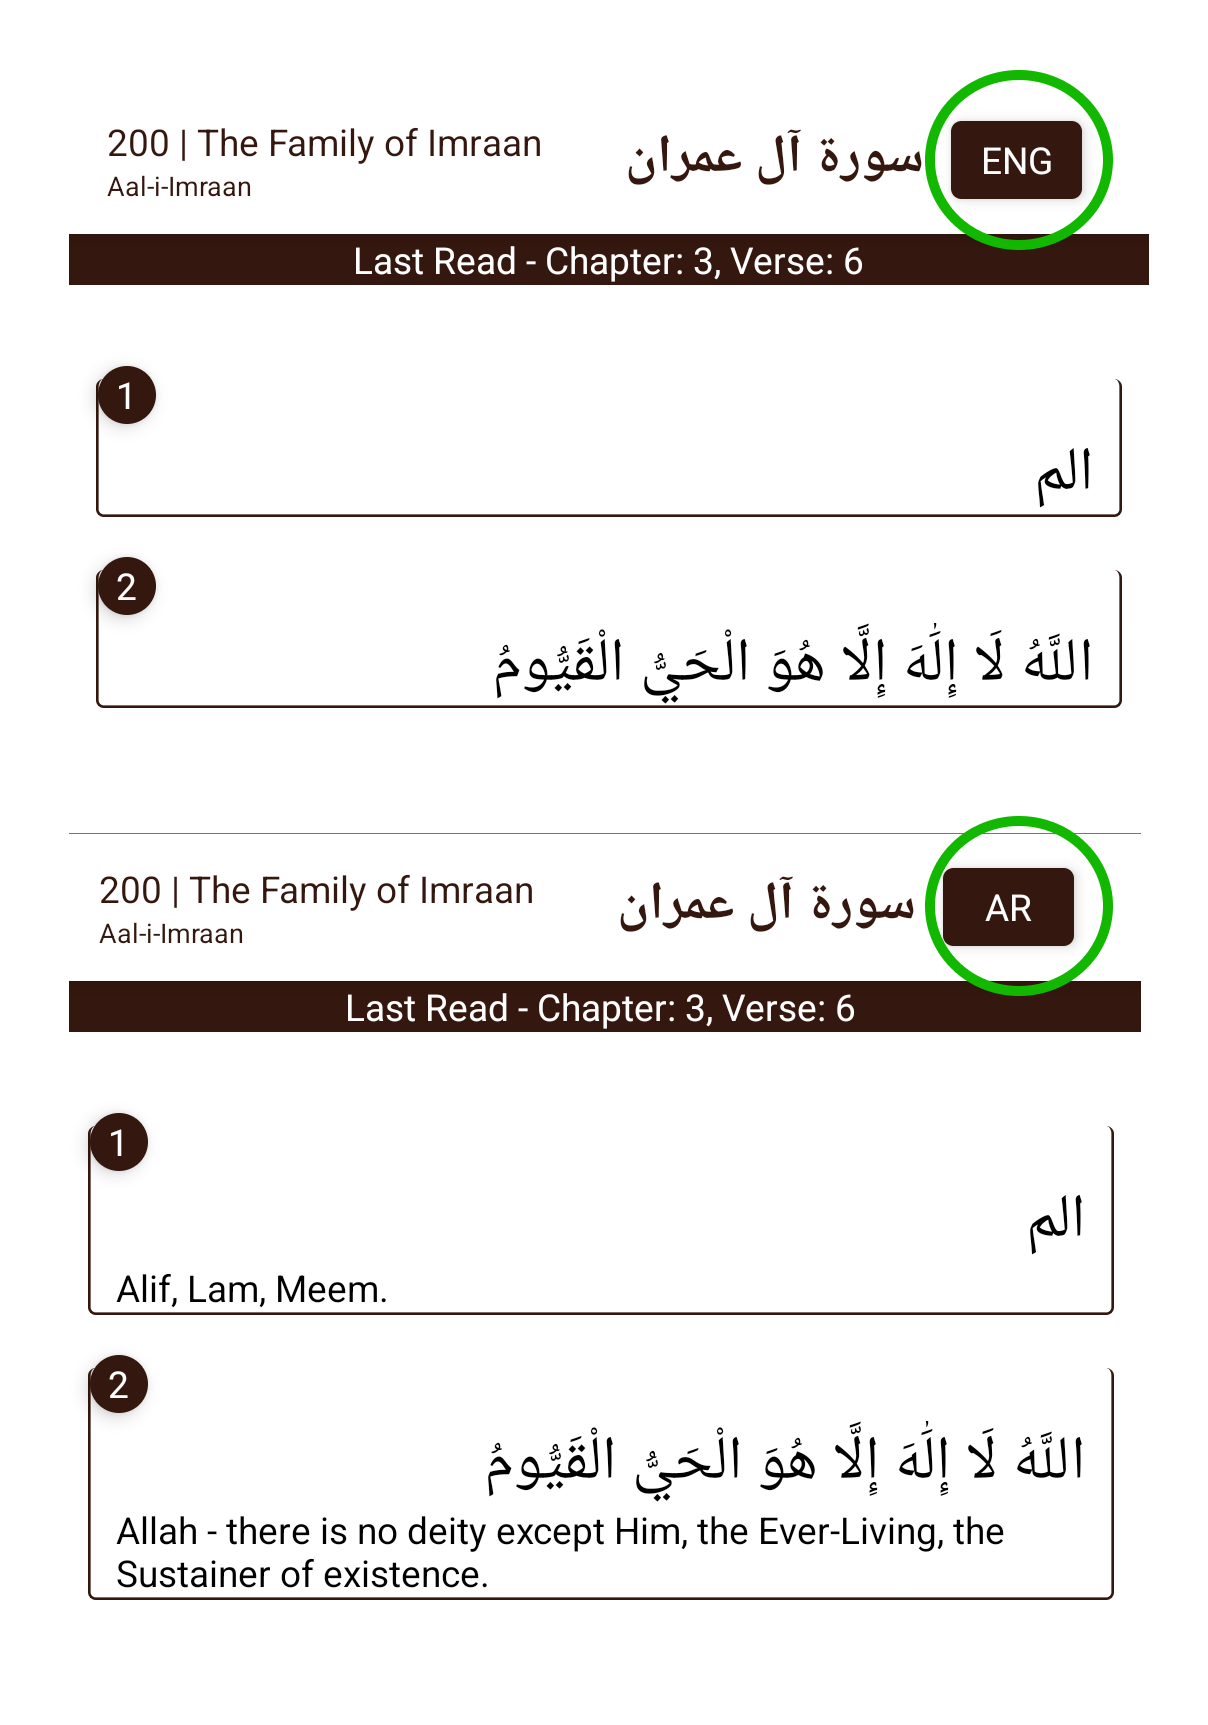 200 | The Family of Imraan
Aal-i-Imraan
سورة آل عمران
ENG
Last Read - Chapter: 3, Verse: 6
1
الم
2
اللَّهُ لَا إِلَٰهَ إِلَّا هُوَ الْحَيُّ الْقَيُّومُ
200 | The Family of Imraan
Aal-i-Imraan
سورة آل عمران
AR
Last Read - Chapter: 3, Verse: 6
1
الم
Alif, Lam, Meem.
2
اللَّهُ لَا إِلَٰهَ إِلَّا هُوَ الْحَيُّ الْقَيُّومُ
Allah - there is no deity except Him, the Ever-Living, the
Sustainer of existence.